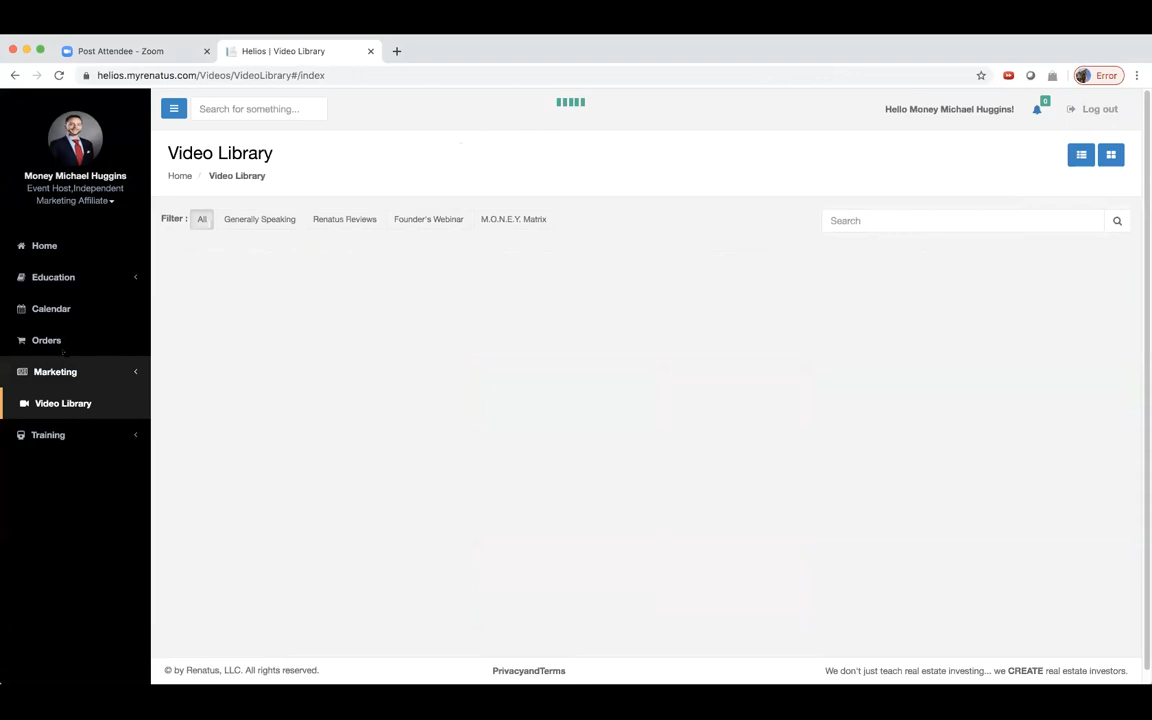 Post Attendee - Zoom
Helios | Video Library
helios.myrenatus.com/Videos/VideoLibrary#/index
Error
Money Michael Huggins
Event Host,Independent
Marketing Affiliate
Home
Education
Calendar
Orders
Marketing
Video Library
Training
Search for something...
Hello Money Michael Huggins!
0
Log out
Video Library
Home / Video Library
Filter : All Generally Speaking Renatus Reviews Founder's Webinar M.O.N.E.Y. Matrix
Search
© by Renatus, LLC. All rights reserved.
PrivacyandTerms
We don't just teach real estate investing... we CREATE real estate investors.